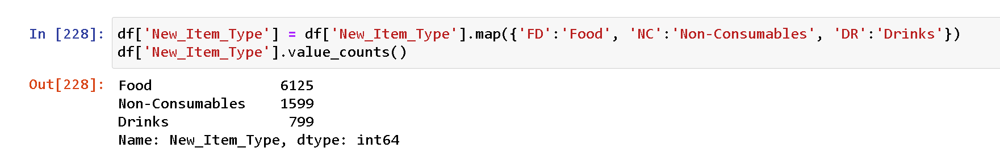 In [228]: df['New_Item_Type'] = df['New_Item_Type'].map({'FD':'Food', 'NC':'Non-Consumables', 'DR':'Drinks'})
df['New_Item_Type'].value_counts()
Out[228]: Food 6125
Non-Consumables 1599
Drinks 799
Name: New_Item_Type, dtype: int64